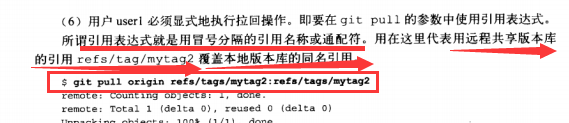 （6）用户 user1 必须显式地执行拉回操作。即要在 git pull 的参数中使用引用表达式。
所谓引用表达式就是用冒号分隔的引用名称或通配符。用在这里代表用远程共享版本库
的引用 refs/tag/mytag2 覆盖本地版本库的同名引用。
$ git pull origin refs/tags/mytag2:refs/tags/mytag2
remote: Counting objects: 1, done.
remote: Total 1 (delta 0), reused 0 (delta 0)
Unpacking objects: 100% (1/1), done.